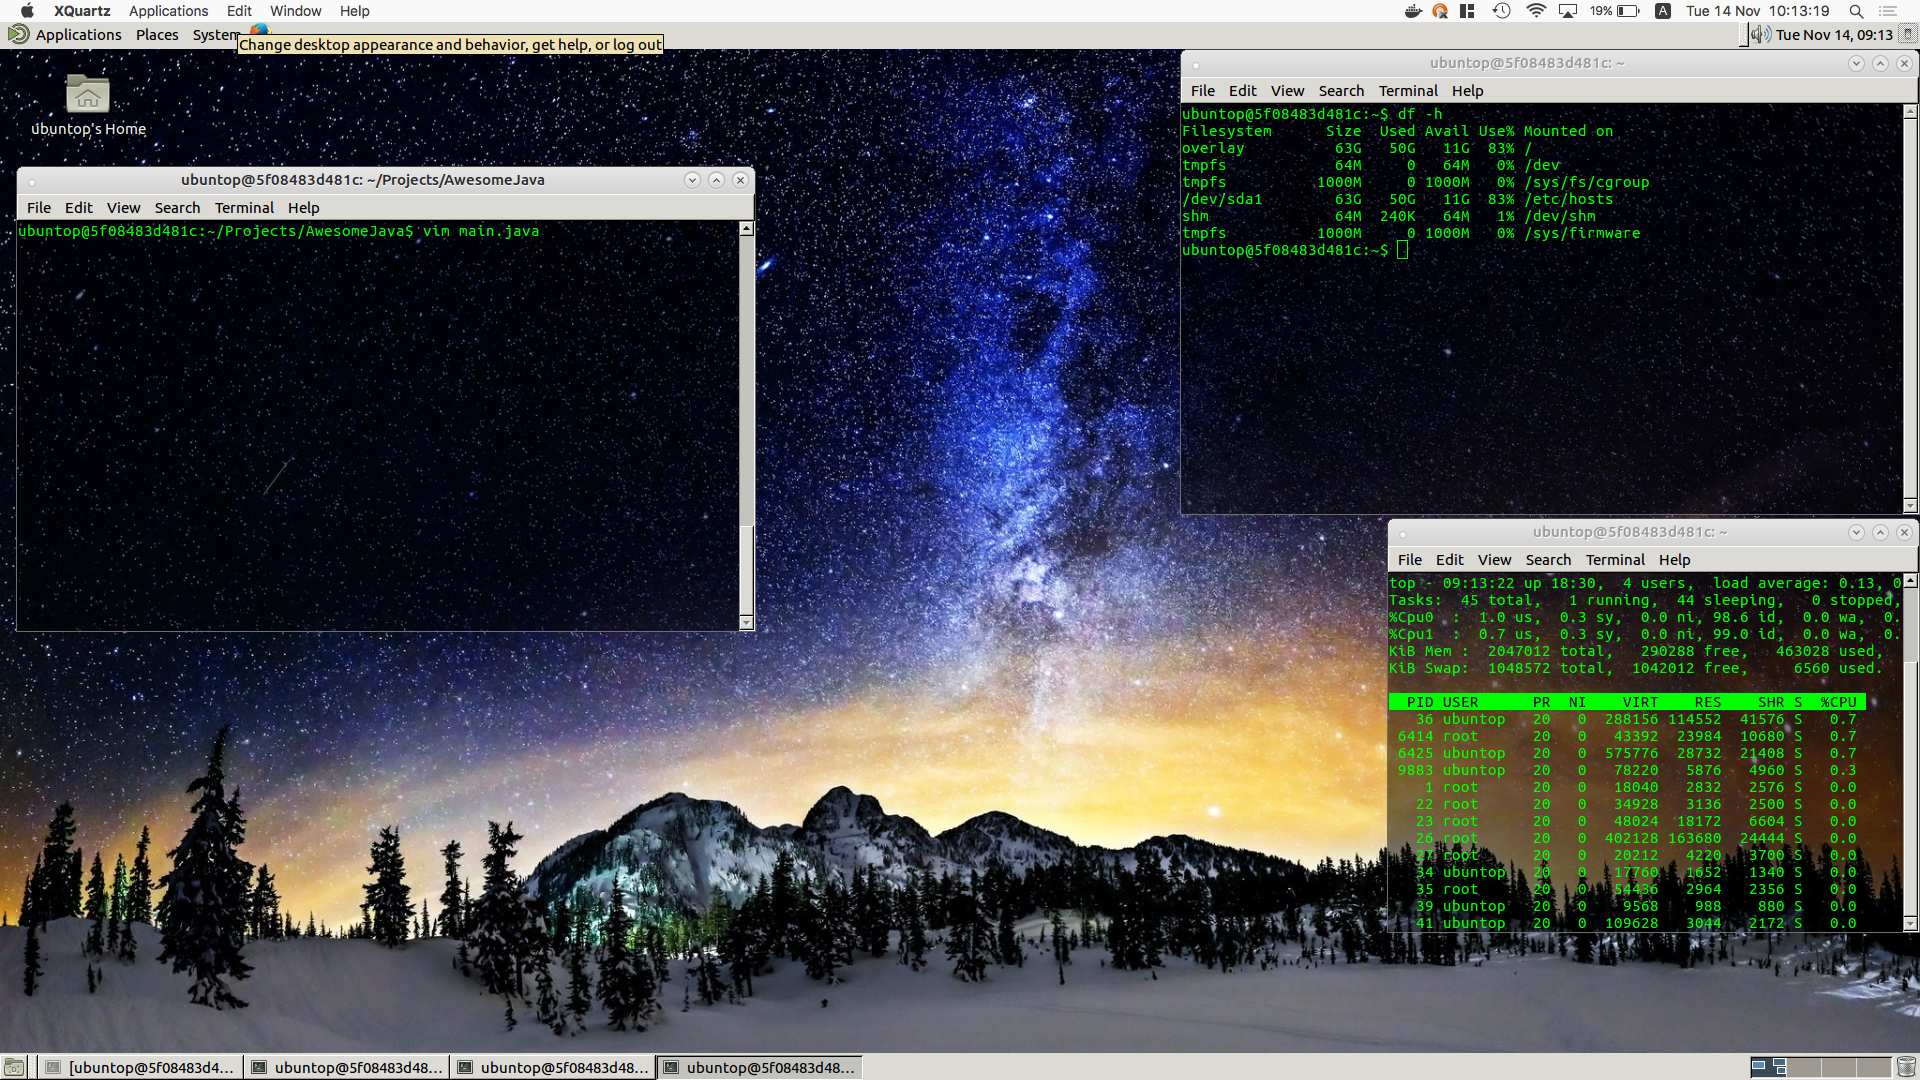 XQuartz Applications Edit Window Help
19% A Tue 14 Nov 10:13:19
Applications Places System
Tue Nov 14, 09:13
Change desktop appearance and behavior, get help, or log out
ubuntop's Home
ubuntop@5f08483d481c: ~/Projects/AwesomeJava
File Edit View Search Terminal Help
ubuntop@5f08483d481c:~/Projects/AwesomeJava$ vim main.java
ubuntop@5f08483d481c: ~
File Edit View Search Terminal Help
ubuntop@5f08483d481c:~$ df -h
Filesystem Size Used Avail Use% Mounted on
overlay 63G 50G 11G 83% /
tmpfs 64M 0 64M 0% /dev
tmpfs 1000M 0 1000M 0% /sys/fs/cgroup
/dev/sda1 63G 50G 11G 83% /etc/hosts
shm 64M 240K 64M 1% /dev/shm
tmpfs 1000M 0 1000M 0% /sys/firmware
ubuntop@5f08483d481c:~$
ubuntop@5f08483d481c: ~
File Edit View Search Terminal Help
top - 09:13:22 up 18:30, 4 users, load average: 0.13, 0
Tasks: 45 total, 1 running, 44 sleeping, 0 stopped,
%Cpu0 : 1.0 us, 0.3 sy, 0.0 ni, 98.6 id, 0.0 wa, 0.
%Cpu1 : 0.7 us, 0.3 sy, 0.0 ni, 99.0 id, 0.0 wa, 0.
KiB Mem : 2047012 total, 290288 free, 463028 used,
KiB Swap: 1048572 total, 1042012 free, 6560 used.
PID USER PR NI VIRT RES SHR S %CPU
36 ubuntop 20 0 288156 114552 41576 S 0.7
6414 root 20 0 43392 23984 10680 S 0.7
6425 ubuntop 20 0 575776 28732 21408 S 0.7
9883 ubuntop 20 0 78220 5876 4960 S 0.3
1 root 20 0 18040 2832 2576 S 0.0
22 root 20 0 34928 3136 2500 S 0.0
23 root 20 0 48024 18172 6604 S 0.0
26 root 20 0 402128 163680 24444 S 0.0
27 root 20 0 20212 4220 3700 S 0.0
34 ubuntop 20 0 17760 1652 1340 S 0.0
35 root 20 0 54436 2964 2356 S 0.0
39 ubuntop 20 0 9568 988 880 S 0.0
41 ubuntop 20 0 109628 3044 2172 S 0.0
[ubuntop@5f08483d4... ubuntop@5f08483d48... ubuntop@5f08483d48... ubuntop@5f08483d48...